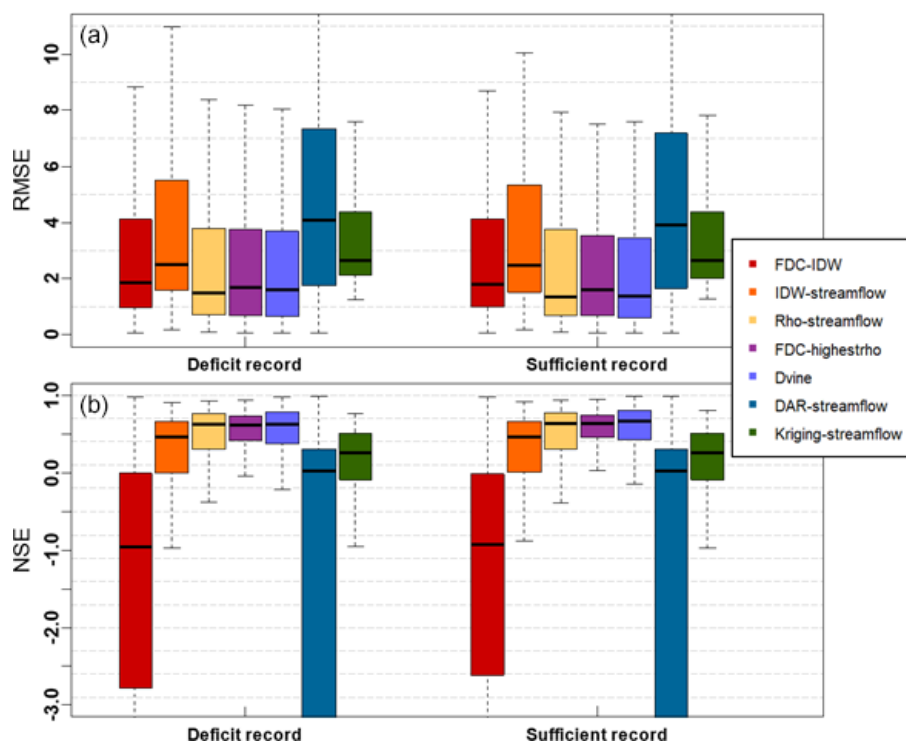 (a)
10
8
6
4
2
0
RMSE
Deficit record
Sufficient record
FDC-IDW
IDW-streamflow
Rho-streamflow
FDC-highestrho
Dvine
DAR-streamflow
Kriging-streamflow
(b)
1.0
0.0
-1.0
-2.0
-3.0
NSE
Deficit record
Sufficient record